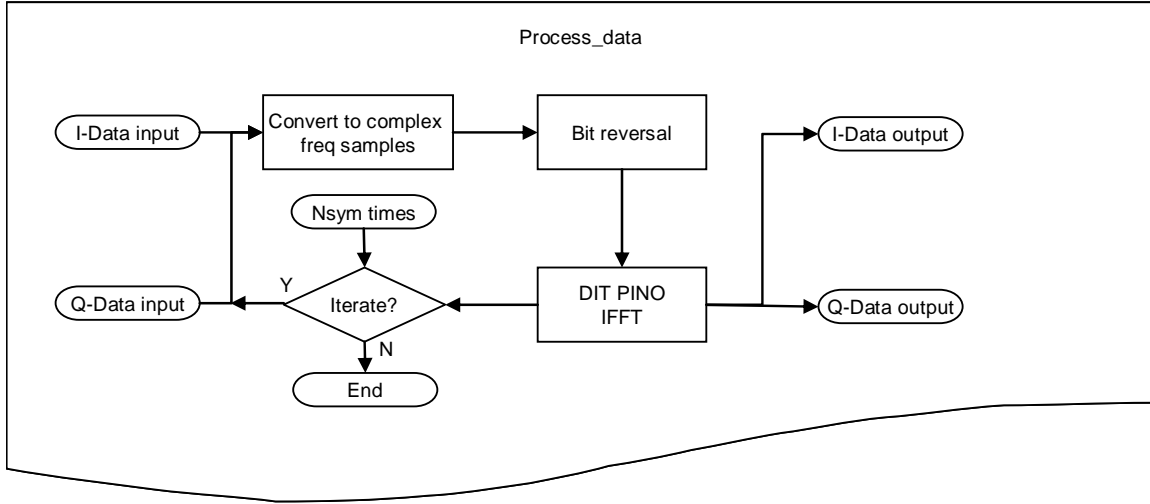 Process_data
I-Data input
Convert to complex
freq samples
Bit reversal
I-Data output
Nsym times
Y
Q-Data input
Iterate?
DIT PINO
IFFT
Q-Data output
N
End